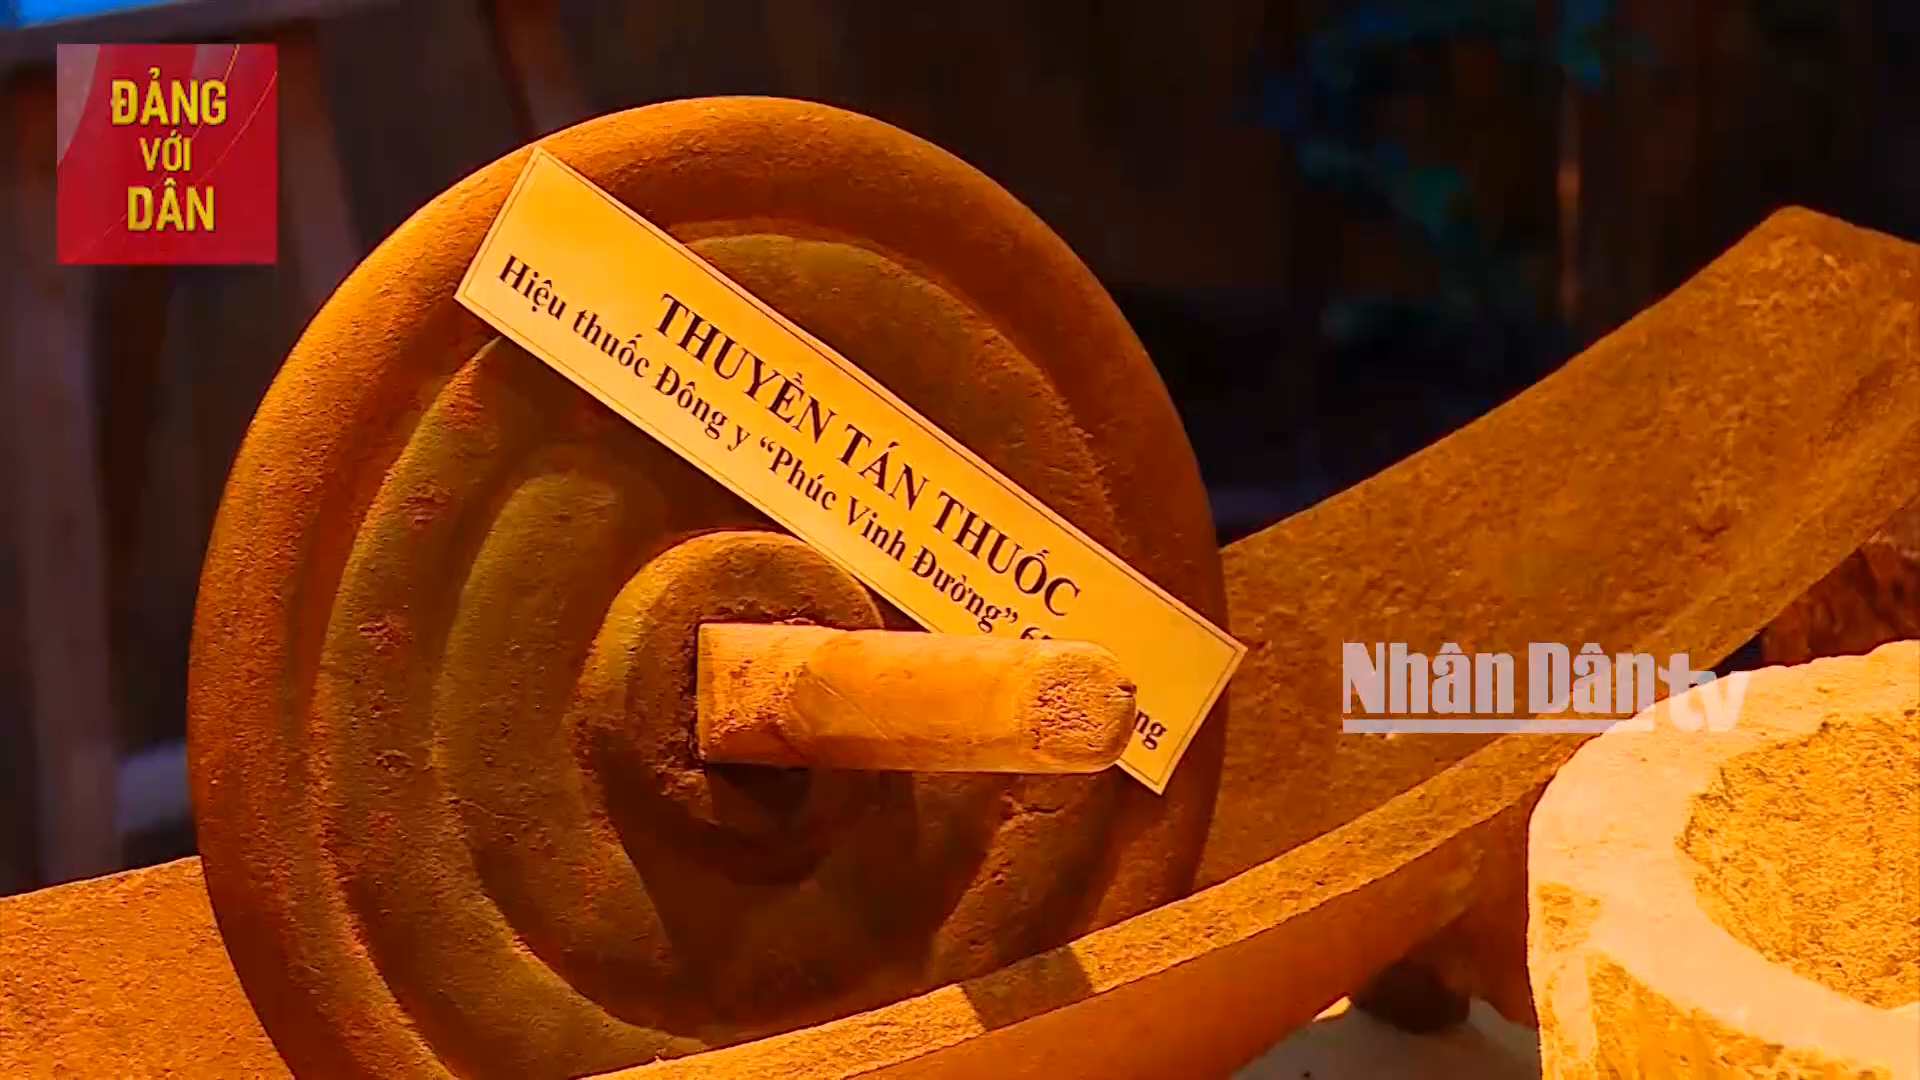 ĐẢNG
VỚI
DÂN
THUYỀN TÁN THUỐC
Hiệu thuốc Đông y “Phúc Vinh Đường”
Nhân Dân tv